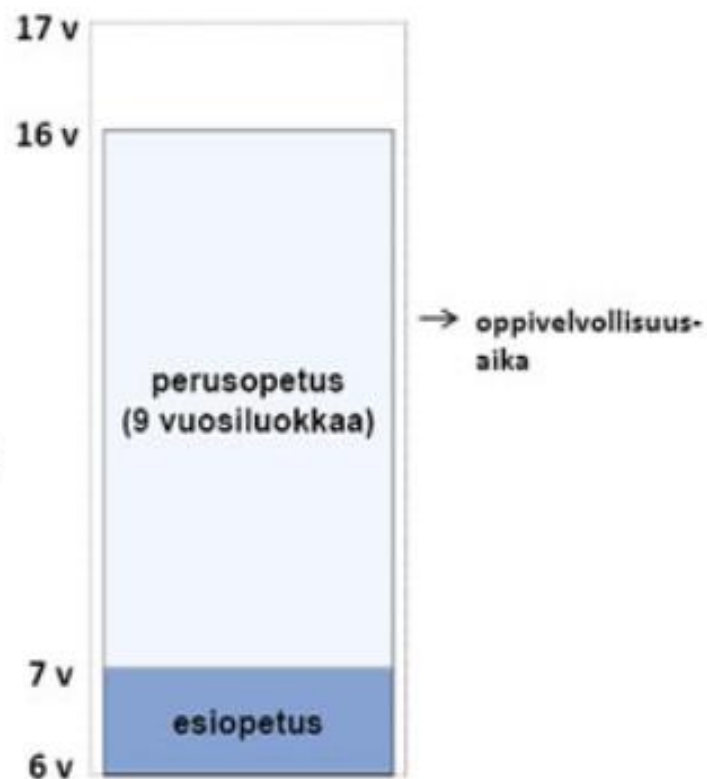 17 v
16 v
oppivelvollisuus-
aika
perusopetus
(9 vuosiluokkaa)
7 v
esiopetus
6 v